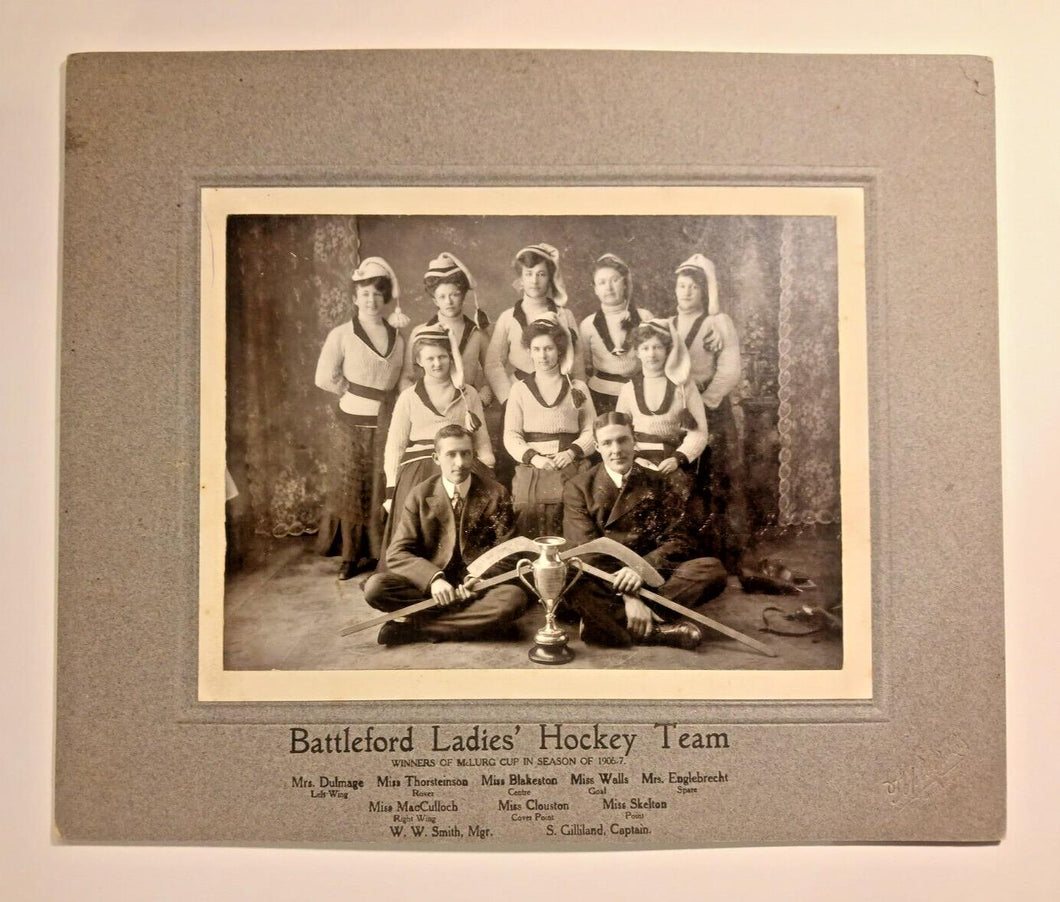 Battleford Ladies' Hockey Team
WINNERS OF McLURG CUP IN SEASON OF 1906-7.
Mrs. Dulmage Miss Thorsteinson Miss Blakeston Miss Walls Mrs. Englebrecht
Left Wing Rover Centre Goal Spare
Miss MacCulloch Miss Clouston Miss Skelton
Right Wing Cover Point Point
W. W. Smith, Mgr. S. Gilliland, Captain.